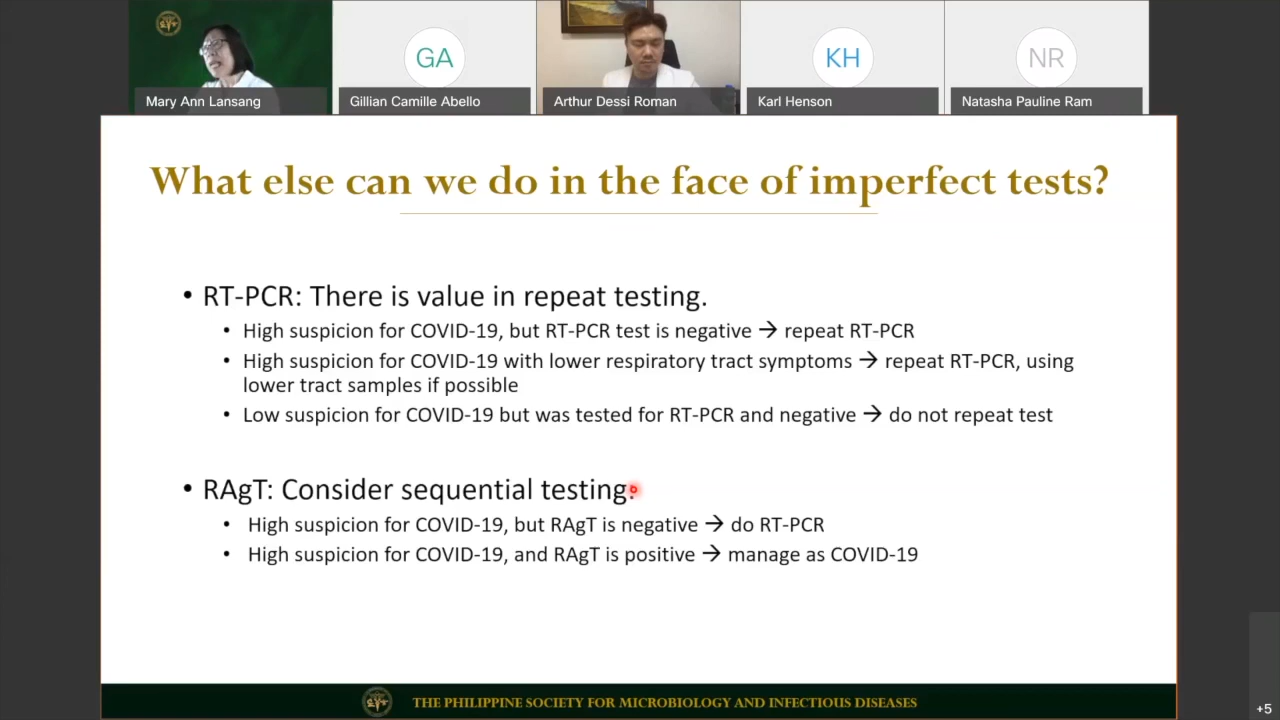 GA
KH
NR
Mary Ann Lansang
Gillian Camille Abello
Arthur Dessi Roman
Karl Henson
Natasha Pauline Ram
What else can we do in the face of imperfect tests?
• RT-PCR: There is value in repeat testing.
• High suspicion for COVID-19, but RT-PCR test is negative → repeat RT-PCR
• High suspicion for COVID-19 with lower respiratory tract symptoms → repeat RT-PCR, using
lower tract samples if possible
• Low suspicion for COVID-19 but was tested for RT-PCR and negative → do not repeat test
• RAgT: Consider sequential testing.
• High suspicion for COVID-19, but RAgT is negative → do RT-PCR
• High suspicion for COVID-19, and RAgT is positive → manage as COVID-19
THE PHILIPPINE SOCIETY FOR MICROBIOLOGY AND INFECTIOUS DISEASES
+5